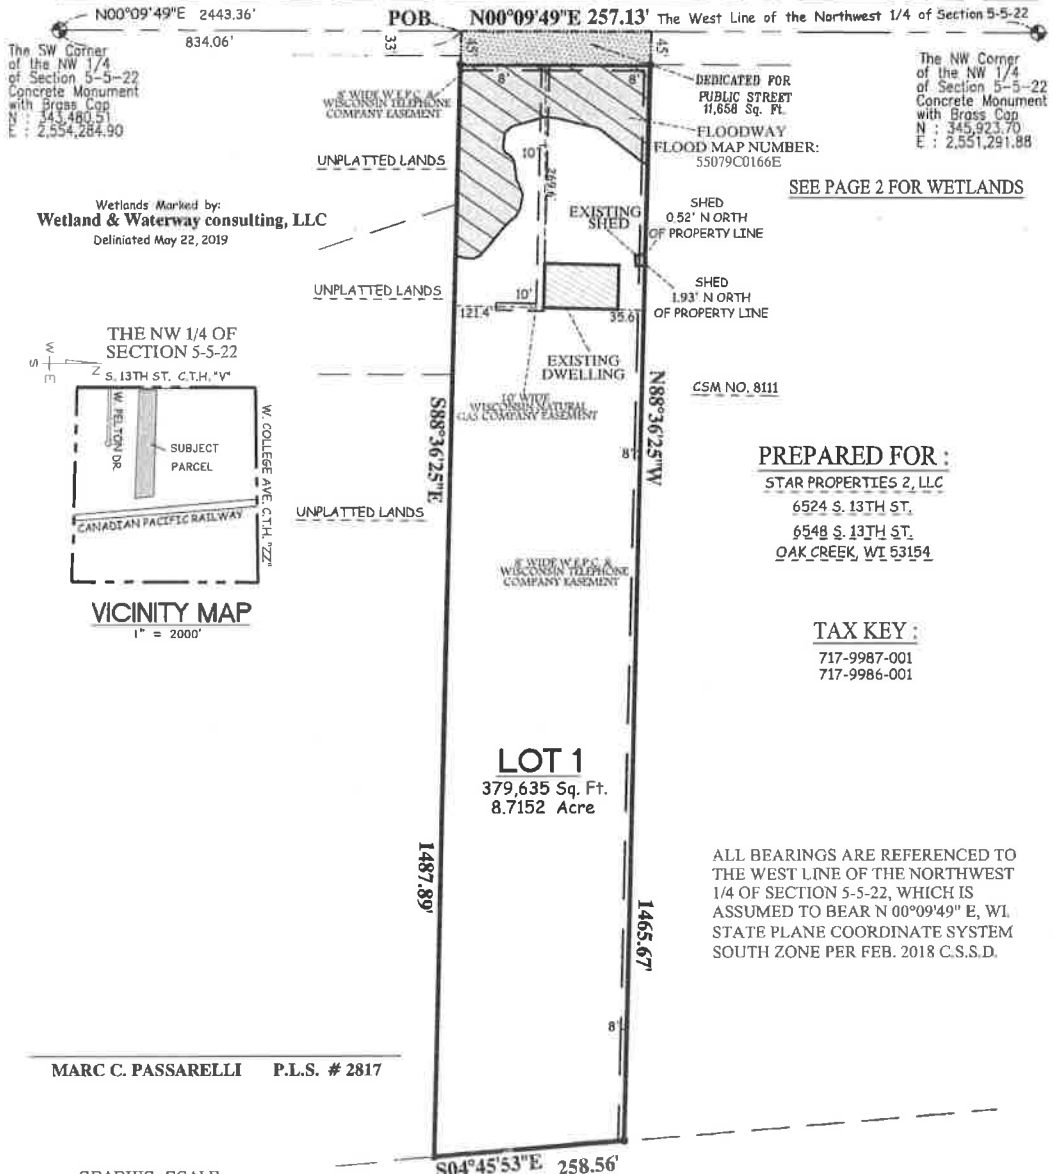 N00°09'49"E 2443.36'
834.06'
POB
N00°09'49"E 257.13'
The West Line of the Northwest 1/4 of Section 5-5-22
33'
45'
45'
The SW Corner
of the NW 1/4
of Section 5-5-22
Concrete Monument
with Brass Cap
N : 343,480.51
E : 2,554,284.90
The NW Corner
of the NW 1/4
of Section 5-5-22
Concrete Monument
with Brass Cap
N : 345,923.70
E : 2,551,291.88
8' WIDE W.E.P.C. &
WISCONSIN TELEPHONE
COMPANY EASEMENT
8'
8'
DEDICATED FOR
PUBLIC STREET
11,658 Sq. Ft.
FLOODWAY
FLOOD MAP NUMBER:
55079C0166E
UNPLATTED LANDS
10'
SEE PAGE 2 FOR WETLANDS
Wetlands Marked by:
Wetland & Waterway consulting, LLC
Deliniated May 22, 2019
EXISTING
SHED
SHED
0.52' N ORTH
OF PROPERTY LINE
SHED
1.93' N ORTH
OF PROPERTY LINE
UNPLATTED LANDS
10'
121.4'
35.6'
EXISTING
DWELLING
10' WIDE
WISCONSIN NATURAL
GAS COMPANY EASEMENT
THE NW 1/4 OF
SECTION 5-5-22
W
S
N
E
S. 13TH ST. C.T.H. "V"
W. PELTON DR.
SUBJECT
PARCEL
W. COLLEGE AVE. C.T.H. "ZZ"
CANADIAN PACIFIC RAILWAY
VICINITY MAP
1" = 2000'
S88°36'25"E
N88°36'25"W
8'
CSM NO. 8111
UNPLATTED LANDS
PREPARED FOR :
STAR PROPERTIES 2, LLC
6524 S. 13TH ST.
6548 S. 13TH ST.
OAK CREEK, WI 53154
8' WIDE W.E.P.C. &
WISCONSIN TELEPHONE
COMPANY EASEMENT
TAX KEY :
717-9987-001
717-9986-001
LOT 1
379,635 Sq. Ft.
8.7152 Acre
1487.89'
1465.67'
ALL BEARINGS ARE REFERENCED TO
THE WEST LINE OF THE NORTHWEST
1/4 OF SECTION 5-5-22, WHICH IS
ASSUMED TO BEAR N 00°09'49" E, WI.
STATE PLANE COORDINATE SYSTEM
SOUTH ZONE PER FEB. 2018 C.S.S.D.
8'
MARC C. PASSARELLI P.L.S. # 2817
S04°45'53"E 258.56'
GRAPHIC SCALE